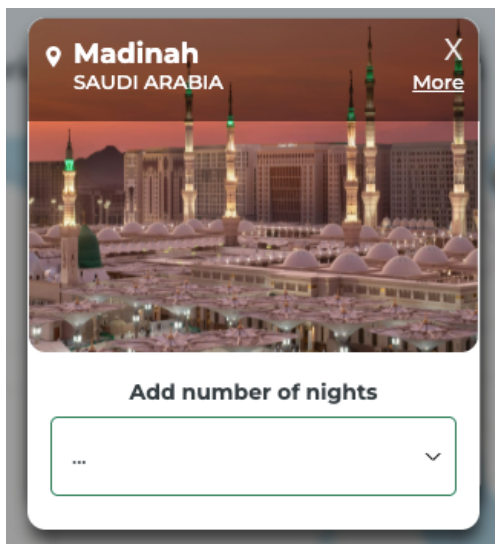 Madinah
X
SAUDI ARABIA
More
Add number of nights
...